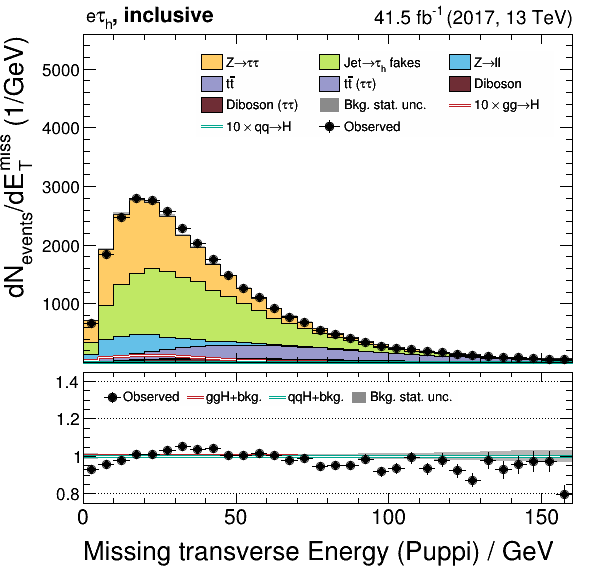 eτh, inclusive 41.5 fb⁻¹ (2017, 13 TeV)
dNevents/dETmiss (1/GeV)
5000
4000
3000
2000
1000
Z→ττ Jet→τh fakes Z→ll
tt̄ tt̄ (ττ) Diboson
Diboson (ττ) Bkg. stat. unc. 10 × gg→H
10 × qq→H Observed
1.4
1.2
1
0.8
Observed ggH+bkg. qqH+bkg. Bkg. stat. unc.
0 50 100 150
Missing transverse Energy (Puppi) / GeV